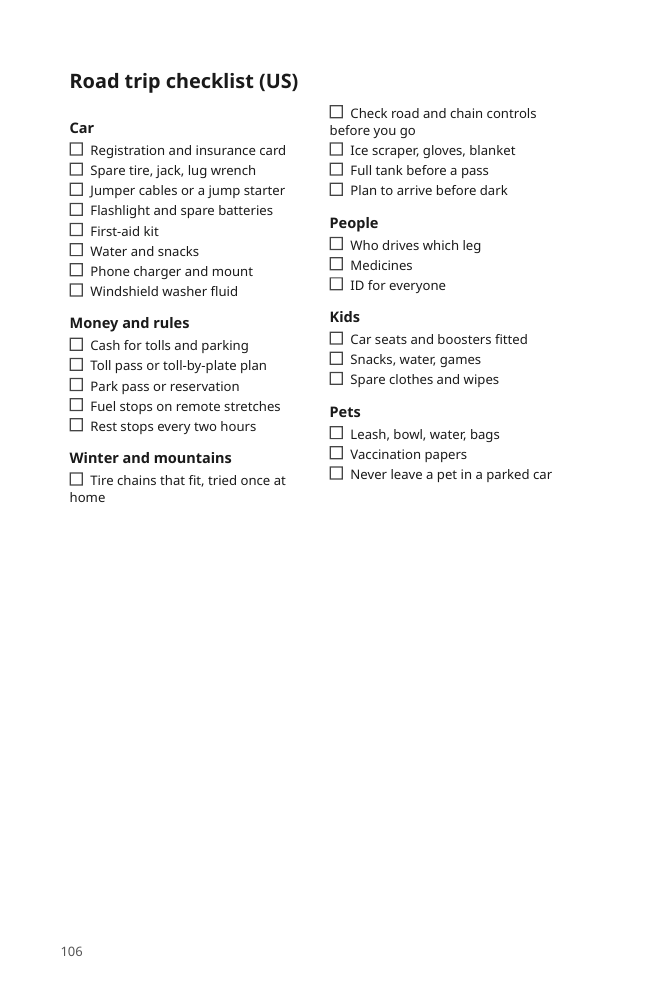 Road trip checklist (US)
Car
☐ Registration and insurance card
☐ Spare tire, jack, lug wrench
☐ Jumper cables or a jump starter
☐ Flashlight and spare batteries
☐ First-aid kit
☐ Water and snacks
☐ Phone charger and mount
☐ Windshield washer fluid
Money and rules
☐ Cash for tolls and parking
☐ Toll pass or toll-by-plate plan
☐ Park pass or reservation
☐ Fuel stops on remote stretches
☐ Rest stops every two hours
Winter and mountains
☐ Tire chains that fit, tried once at
home
☐ Check road and chain controls
before you go
☐ Ice scraper, gloves, blanket
☐ Full tank before a pass
☐ Plan to arrive before dark
People
☐ Who drives which leg
☐ Medicines
☐ ID for everyone
Kids
☐ Car seats and boosters fitted
☐ Snacks, water, games
☐ Spare clothes and wipes
Pets
☐ Leash, bowl, water, bags
☐ Vaccination papers
☐ Never leave a pet in a parked car
106